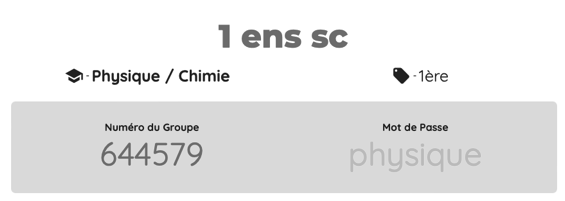 1 ens sc
- Physique / Chimie
- 1ère
Numéro du Groupe
Mot de Passe
644579
physique